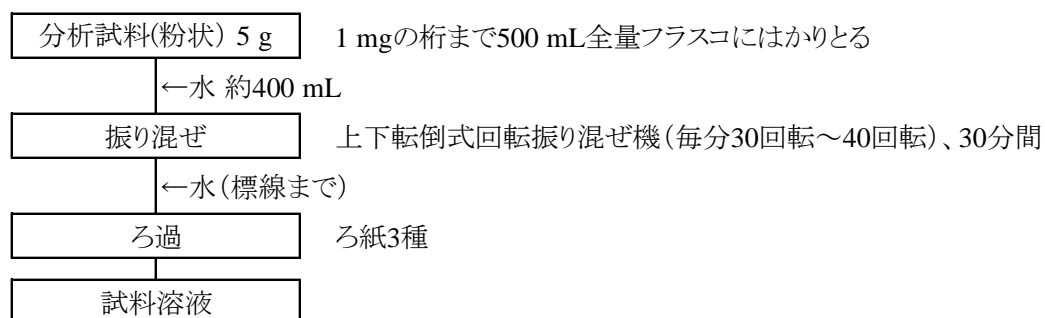 分析試料(粉状) 5 g 1 mgの桁まで500 mL全量フラスコにはかりとる
←水 約400 mL
振り混ぜ 上下転倒式回転振り混ぜ機(毎分30回転～40回転)、30分間
←水(標線まで)
ろ過 ろ紙3種
試料溶液